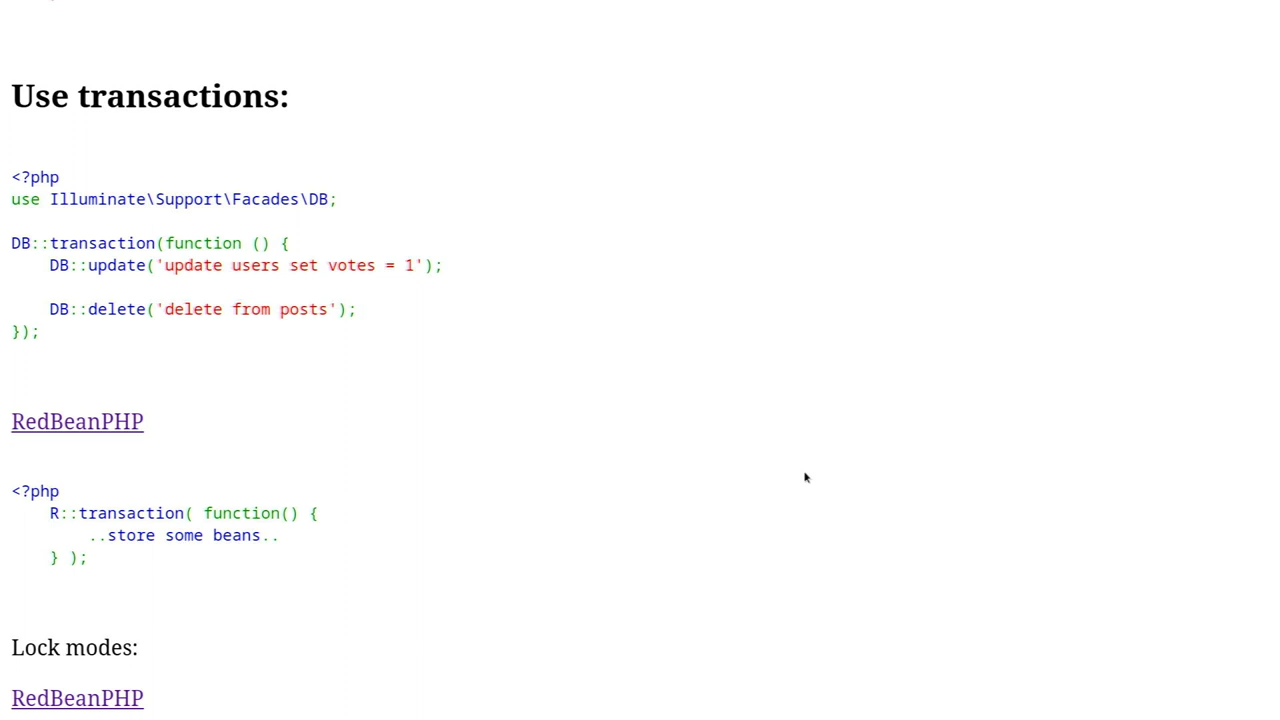 Use transactions:
<?php
use Illuminate\Support\Facades\DB;
DB::transaction(function () {
    DB::update('update users set votes = 1');
    DB::delete('delete from posts');
});
RedBeanPHP
<?php
    R::transaction( function() {
        ..store some beans..
    } );
Lock modes:
RedBeanPHP